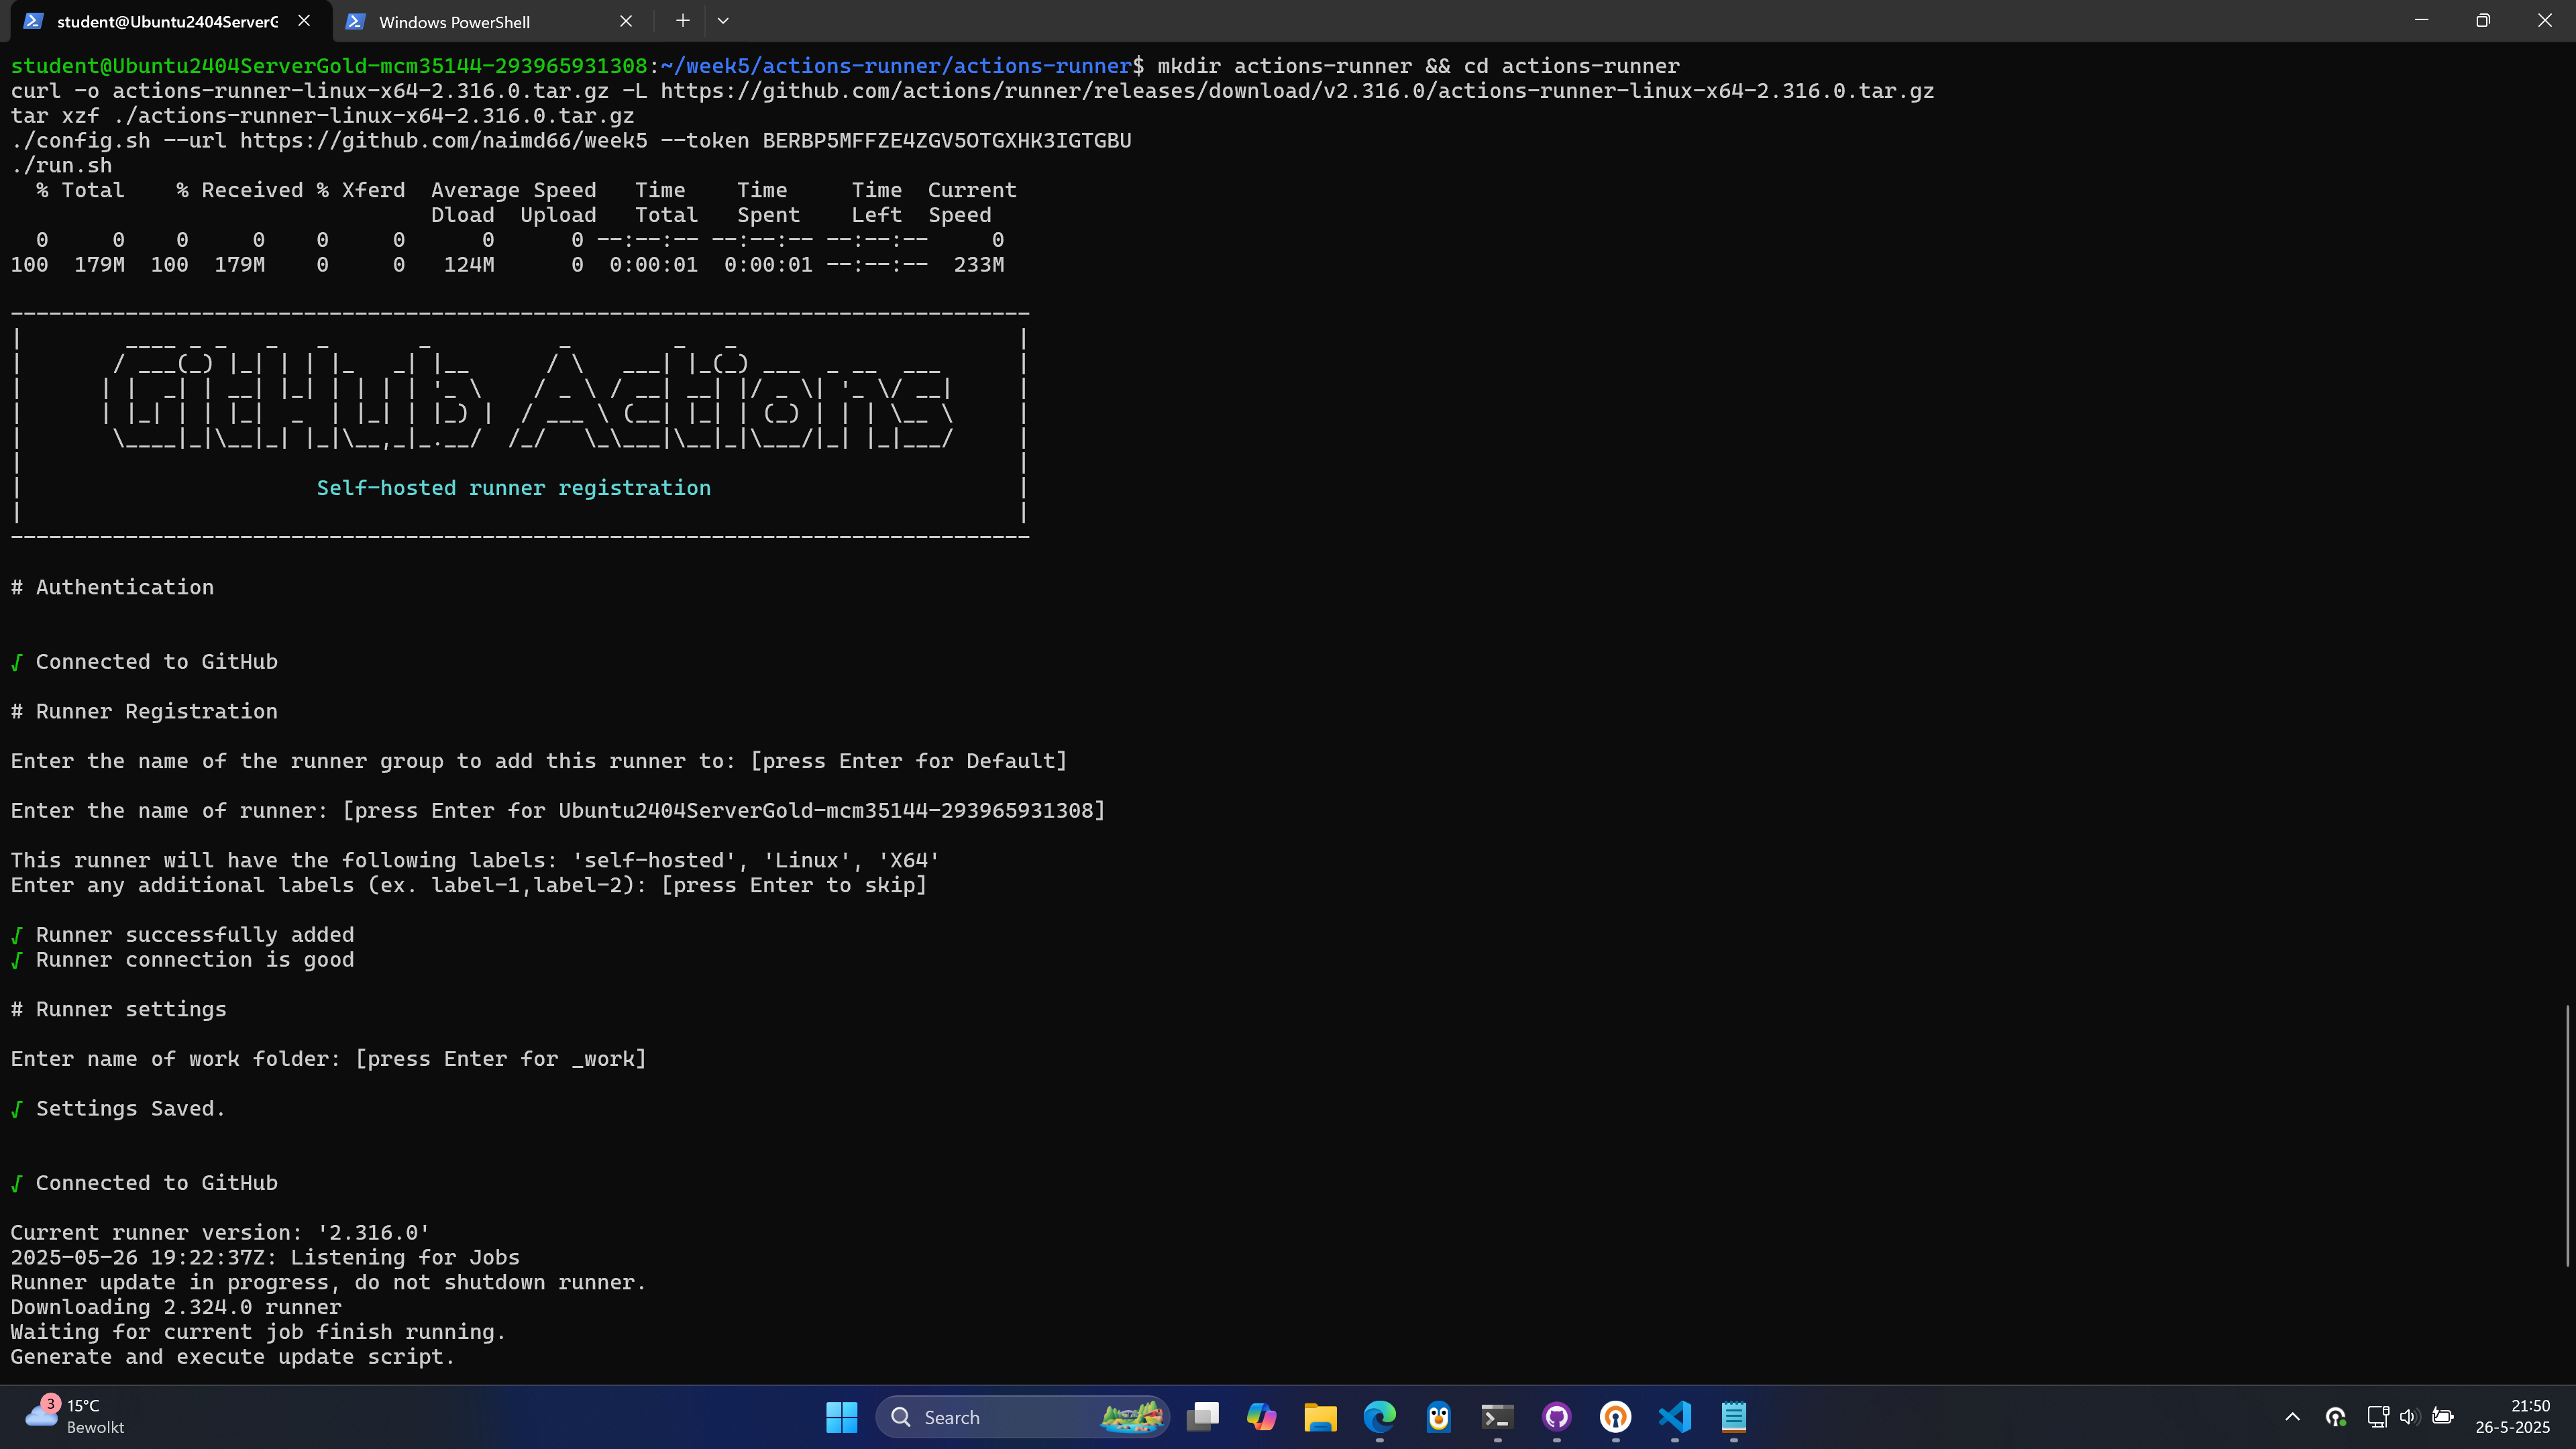 student@Ubuntu2404ServerG
Windows PowerShell
student@Ubuntu2404ServerGold-mcm35144-293965931308:~/week5/actions-runner/actions-runner$ mkdir actions-runner && cd actions-runner
curl -o actions-runner-linux-x64-2.316.0.tar.gz -L https://github.com/actions/runner/releases/download/v2.316.0/actions-runner-linux-x64-2.316.0.tar.gz
tar xzf ./actions-runner-linux-x64-2.316.0.tar.gz
./config.sh --url https://github.com/naimd66/week5 --token BERBP5MFFZE4ZGV5OTGXHK3IGTGBU
./run.sh
% Total % Received % Xferd Average Speed Time Time Time Current
Dload Upload Total Spent Left Speed
0 0 0 0 0 0 0 0 --:--:-- --:--:-- --:--:-- 0
100 179M 100 179M 0 0 124M 0 0:00:01 0:00:01 --:--:-- 233M
GitHub Actions
Self-hosted runner registration
# Authentication
√ Connected to GitHub
# Runner Registration
Enter the name of the runner group to add this runner to: [press Enter for Default]
Enter the name of runner: [press Enter for Ubuntu2404ServerGold-mcm35144-293965931308]
This runner will have the following labels: 'self-hosted', 'Linux', 'X64'
Enter any additional labels (ex. label-1,label-2): [press Enter to skip]
√ Runner successfully added
√ Runner connection is good
# Runner settings
Enter name of work folder: [press Enter for _work]
√ Settings Saved.
√ Connected to GitHub
Current runner version: '2.316.0'
2025-05-26 19:22:37Z: Listening for Jobs
Runner update in progress, do not shutdown runner.
Downloading 2.324.0 runner
Waiting for current job finish running.
Generate and execute update script.
3
15°C
Bewolkt
Search
21:50
26-5-2025